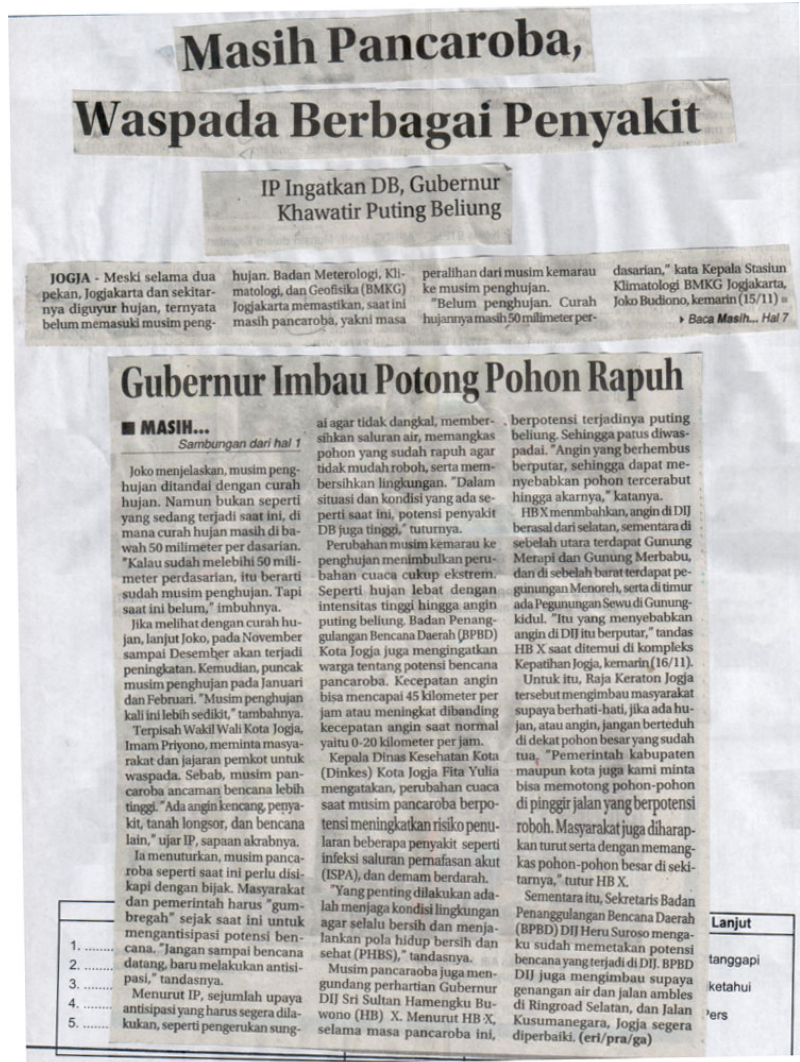 Masih Pancaroba,
Waspada Berbagai Penyakit
IP Ingatkan DB, Gubernur
Khawatir Puting Beliung
JOGJA - Meski selama dua
pekan, Jogjakarta dan sekitar-
nya diguyur hujan, ternyata
belum memasuki musim peng-
hujan. Badan Meterologi, Kli-
matologi, dan Geofisika (BMKG)
Jogjakarta memastikan, saat ini
masih pancaroba, yakni masa
peralihan dari musim kemarau
ke musim penghujan.
"Belum penghujan. Curah
hujannya masih 50 milimeter per-
dasarian," kata Kepala Stasiun
Klimatologi BMKG Jogjakarta,
Joko Budiono, kemarin (15/11)
Baca Masih... Hal 7
Gubernur Imbau Potong Pohon Rapuh
MASIH...
Sambungan dari hal 1
Joko menjelaskan, musim peng-
hujan ditandai dengan curah
hujan. Namun bukan seperti
yang sedang terjadi saat ini, di
mana curah hujan masih di ba-
wah 50 milimeter per dasarian.
"Kalau sudah melebihi 50 mili-
meter perdasarian, itu berarti
sudah musim penghujan. Tapi
saat ini belum," imbuhnya.
Jika melihat dengan curah hu-
jan, lanjut Joko, pada November
sampai Desember akan terjadi
peningkatan. Kemudian, puncak
musim penghujan pada Januari
dan Februari. "Musim penghujan
kali ini lebih sedikit," tambahnya.
Terpisah Wakil Wali Kota Jogja,
Imam Priyono, meminta masya-
rakat dan jajaran pemkot untuk
waspada. Sebab, musim pan-
caroba ancaman bencana lebih
tinggi. "Ada angin kencang, penya-
kit, tanah longsor, dan bencana
lain," ujar IP, sapaan akrabnya.
Ia menuturkan, musim panca-
roba seperti saat ini perlu disi-
kapi dengan bijak. Masyarakat
dan pemerintah harus "gum-
bregah" sejak saat ini untuk
mengantisipasi potensi ben-
cana. "Jangan sampai bencana
datang, baru melakukan antisi-
pasi," tandasnya.
Menurut IP, sejumlah upaya
antisipasi yang harus segera dila-
kukan, seperti pengerukan sung-
ai agar tidak dangkal, member-
sihkan saluran air, memangkas
pohon yang sudah rapuh agar
tidak mudah roboh, serta mem-
bersihkan lingkungan. "Dalam
situasi dan kondisi yang ada se-
perti saat ini, potensi penyakit
DB juga tinggi," tuturnya.
Perubahan musim kemarau ke
penghujan menimbulkan peru-
bahan cuaca cukup ekstrem.
Seperti hujan lebat dengan
intensitas tinggi hingga angin
puting beliung. Badan Penang-
gulangan Bencana Daerah (BPBD)
Kota Jogja juga mengingatkan
warga tentang potensi bencana
pancaroba. Kecepatan angin
bisa mencapai 45 kilometer per
jam atau meningkat dibanding
kecepatan angin saat normal
yaitu 0-20 kilometer per jam.
Kepala Dinas Kesehatan Kota
(Dinkes) Kota Jogja Fita Yulia
mengatakan, perubahan cuaca
saat musim pancaroba berpo-
tensi meningkatkan risiko penu-
laran beberapa penyakit seperti
infeksi saluran pernafasan akut
(ISPA), dan demam berdarah.
"Yang penting dilakukan ada-
lah menjaga kondisi lingkungan
agar selalu bersih dan menja-
lankan pola hidup bersih dan
sehat (PHBS)," tandasnya.
Musim pancaraoba juga men-
gundang perhartian Gubernur
DIJ Sri Sultan Hamengku Bu-
wono (HB) X. Menurut HB X,
selama masa pancaroba ini,
berpotensi terjadinya puting
beliung. Sehingga patus diwas-
padai. "Angin yang berhembus
berputar, sehingga dapat me-
nyebabkan pohon tercerabut
hingga akarnya," katanya.
HB X menmbahkan, angin di DIJ
berasal dari selatan, sementara di
sebelah utara terdapat Gunung
Merapi dan Gunung Merbabu,
dan di sebelah barat terdapat pe-
gunungan Menoreh, serta di timur
ada Pegunungan Sewu di Gunung-
kidul. "Itu yang menyebabkan
angin di DIJ itu berputar," tandas
HB X saat ditemui di kompleks
Kepatihan Jogja, kemarin (16/11).
Untuk itu, Raja Keraton Jogja
tersebut mengimbau masyarakat
supaya berhati-hati, jika ada hu-
jan, atau angin, jangan berteduh
di dekat pohon besar yang sudah
tua. "Pemerintah kabupaten
maupun kota juga kami minta
bisa memotong pohon-pohon
di pinggir jalan yang berpotensi
roboh. Masyarakat juga diharap-
kan turut serta dengan memang-
kas pohon-pohon besar di seki-
tarnya," tutur HB X.
Sementara itu, Sekretaris Badan
Penanggulangan Bencana Daerah
(BPBD) DIJ Heru Suroso menga-
ku sudah memetakan potensi
bencana yang terjadi di DIJ. BPBD
DIJ juga mengimbau supaya
genangan air dan jalan ambles
di Ringroad Selatan, dan Jalan
Kusumanegara, Jogja segera
diperbaiki. (eri/pra/ga)
Lanjut
1. ........
2. ........
3. ........
4. ........
5. ........
tanggapi
ketahui
Pers